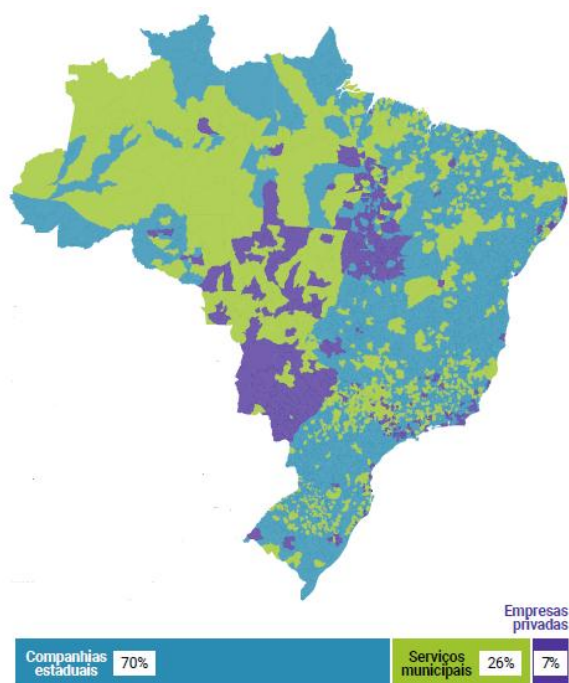 Empresas
privadas
Companhias
estaduais
70%
Serviços
municipais
26%
7%